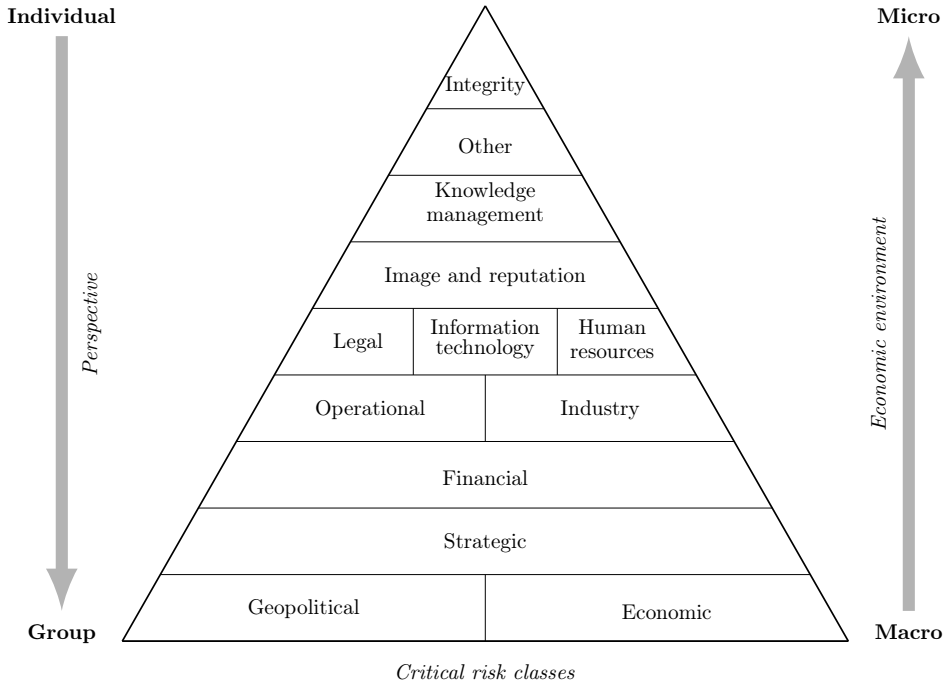 Individual
Micro
Integrity
Other
Knowledge
management
Image and reputation
Perspective
Economic environment
Legal
Information
technology
Human
resources
Operational
Industry
Financial
Strategic
Geopolitical
Economic
Group
Macro
Critical risk classes